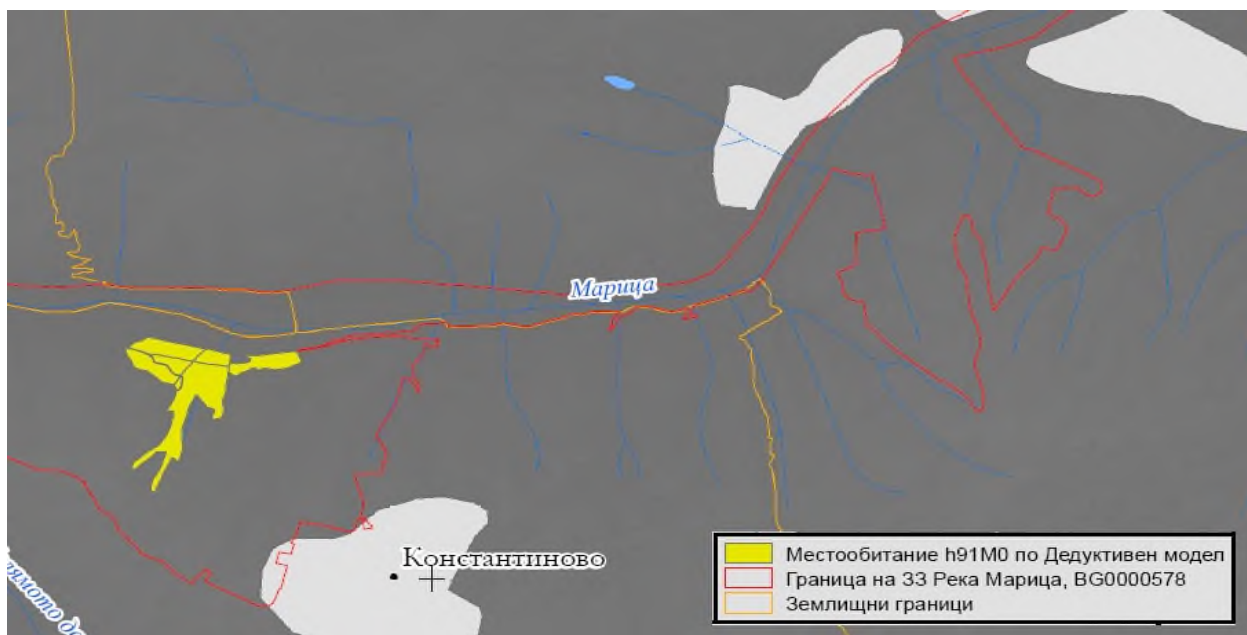 Марица
Константиново
Местообитание h91M0 по Дедуктивен модел
Граница на ЗЗ Река Марица, BG0000578
Землищни граници